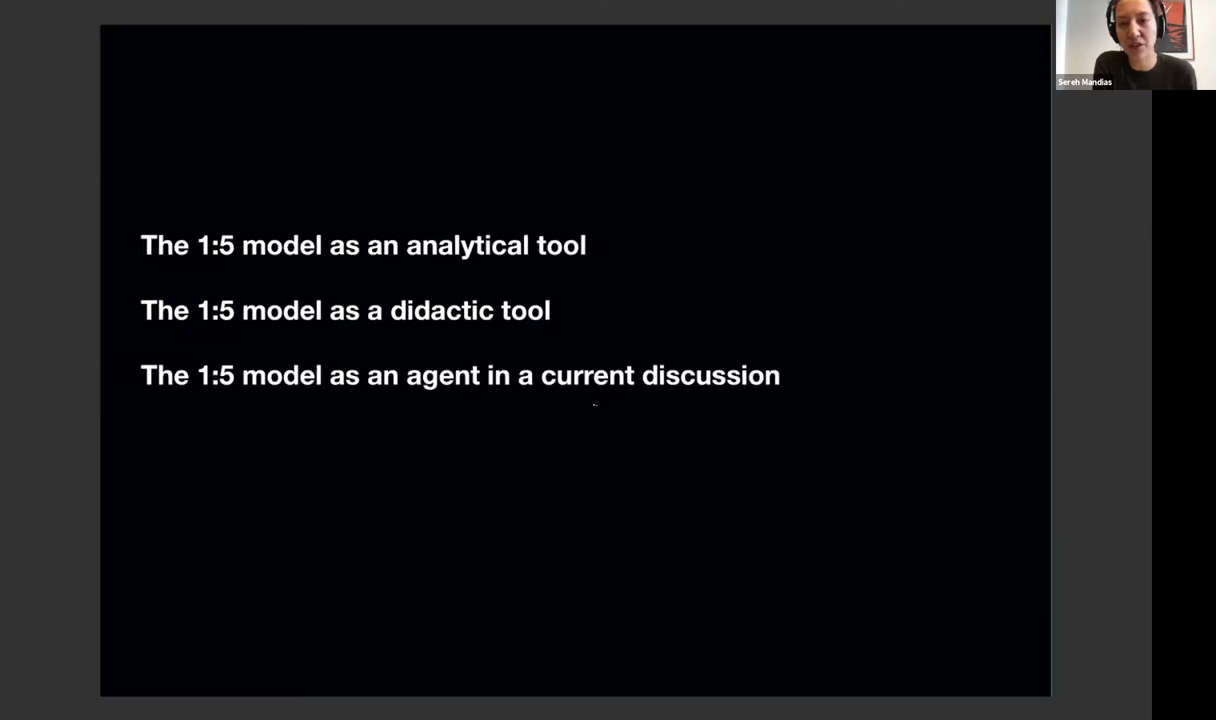 Sereh Mandias
The 1:5 model as an analytical tool
The 1:5 model as a didactic tool
The 1:5 model as an agent in a current discussion